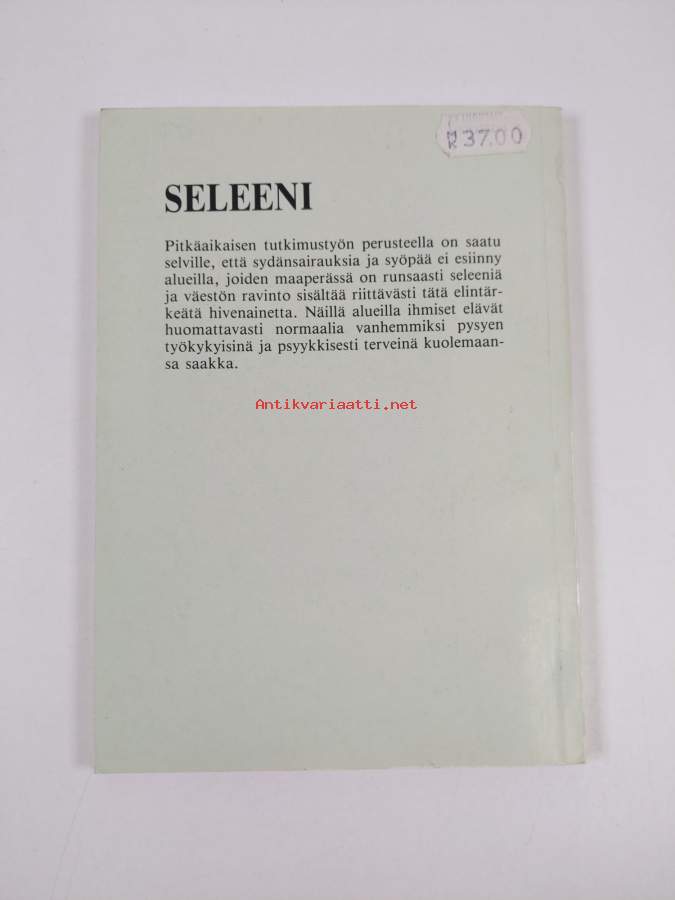 MK 37.00
SELEENI
Pitkäaikaisen tutkimustyön perusteella on saatu
selville, että sydänsairauksia ja syöpää ei esiinny
alueilla, joiden maaperässä on runsaasti seleeniä
ja väestön ravinto sisältää riittävästi tätä elintär-
keätä hivenainetta. Näillä alueilla ihmiset elävät
huomattavasti normaalia vanhemmiksi pysyen
työkykyisinä ja psyykkisesti terveinä kuolemaan-
sa saakka.
Antikvariaatti.net